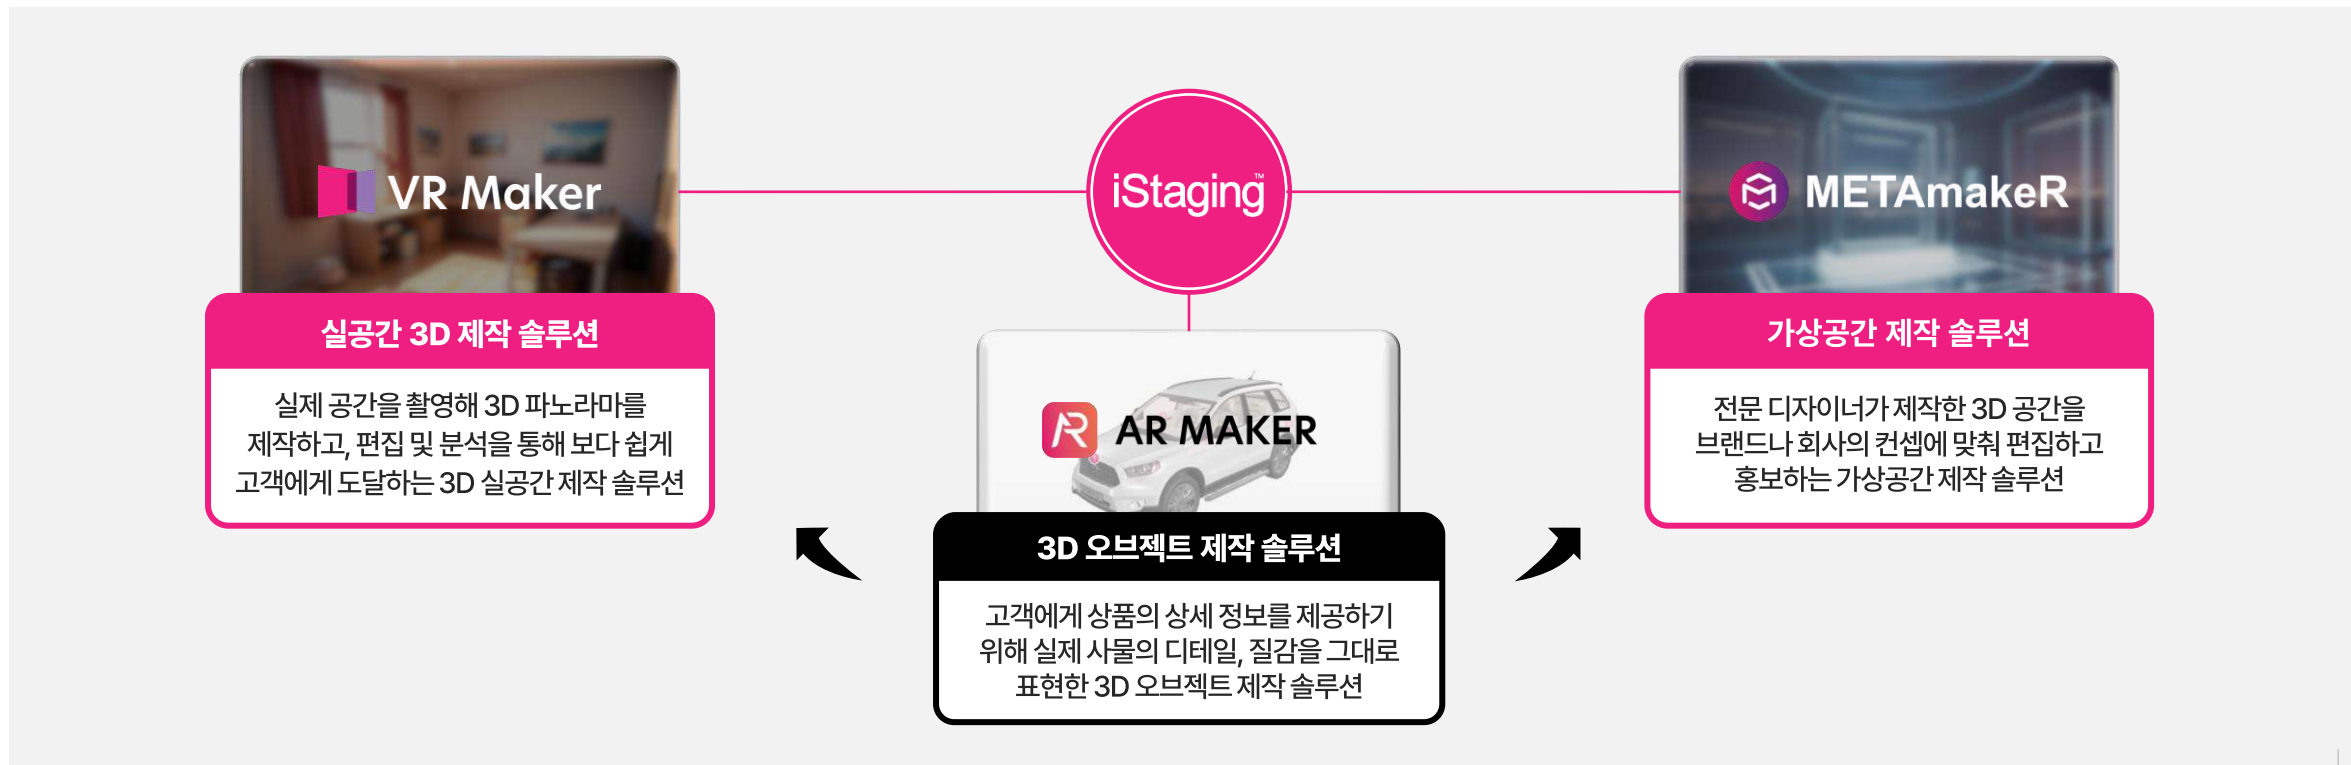 VR Maker
실공간 3D 제작 솔루션
실제 공간을 촬영해 3D 파노라마를
제작하고, 편집 및 분석을 통해 보다 쉽게
고객에게 도달하는 3D 실공간 제작 솔루션
iStaging™
AR MAKER
3D 오브젝트 제작 솔루션
고객에게 상품의 상세 정보를 제공하기
위해 실제 사물의 디테일, 질감을 그대로
표현한 3D 오브젝트 제작 솔루션
METAmakeR
가상공간 제작 솔루션
전문 디자이너가 제작한 3D 공간을
브랜드나 회사의 컨셉에 맞춰 편집하고
홍보하는 가상공간 제작 솔루션